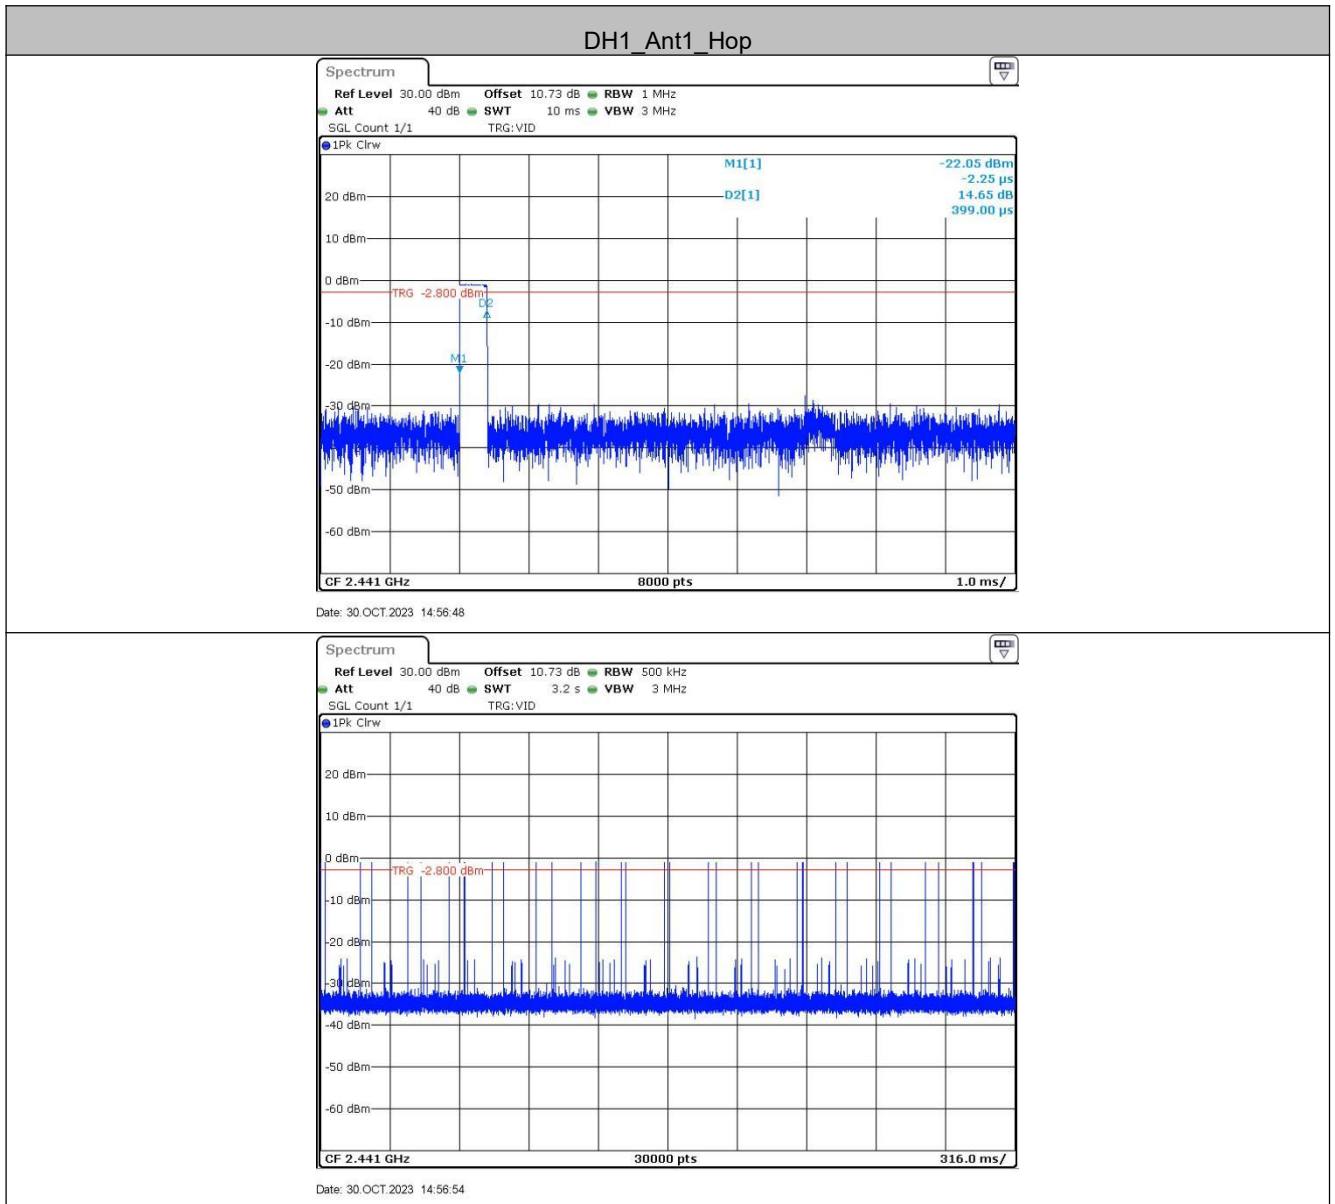 DH1_Ant1_Hop
Spectrum
Ref Level 30.00 dBm Offset 10.73 dB RBW 1 MHz
Att 40 dB SWT 10 ms VBW 3 MHz
SGL Count 1/1 TRG:VID
1Pk Clrw
M1[1] -22.05 dBm
-2.25 µs
20 dBm D2[1] 14.65 dB
399.00 µs
10 dBm
0 dBm
TRG -2.800 dBm
D2
-10 dBm
M1
-20 dBm
-30 dBm
-50 dBm
-60 dBm
CF 2.441 GHz 8000 pts 1.0 ms/
Date: 30.OCT.2023 14:56:48
Spectrum
Ref Level 30.00 dBm Offset 10.73 dB RBW 500 kHz
Att 40 dB SWT 3.2 s VBW 3 MHz
SGL Count 1/1 TRG:VID
1Pk Clrw
20 dBm
10 dBm
0 dBm
TRG -2.800 dBm
-10 dBm
-20 dBm
-30 dBm
-40 dBm
-50 dBm
-60 dBm
CF 2.441 GHz 30000 pts 316.0 ms/
Date: 30.OCT.2023 14:56:54